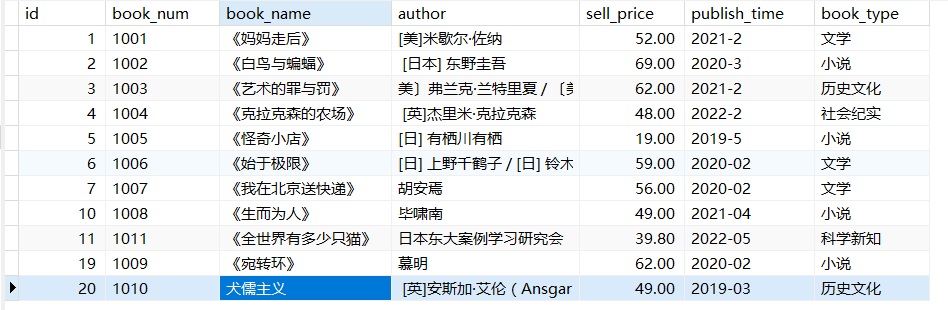 id book_num book_name author sell_price publish_time book_type
1 1001 《妈妈走后》 [美]米歇尔·佐纳 52.00 2021-2 文学
2 1002 《白鸟与蝙蝠》 [日本] 东野圭吾 69.00 2020-3 小说
3 1003 《艺术的罪与罚》 美〕弗兰克·兰特里夏 / 〔美 62.00 2021-2 历史文化
4 1004 《克拉克森的农场》 [英]杰里米·克拉克森 48.00 2022-2 社会纪实
5 1005 《怪奇小店》 [日] 有栖川有栖 19.00 2019-5 小说
6 1006 《始于极限》 [日] 上野千鹤子 / [日] 铃木 59.00 2020-02 文学
7 1007 《我在北京送快递》 胡安焉 56.00 2020-02 文学
10 1008 《生而为人》 毕啸南 49.00 2021-04 小说
11 1011 《全世界有多少只猫》 日本东大案例学习研究会 39.80 2022-05 科学新知
19 1009 《宛转环》 慕明 62.00 2020-02 小说
20 1010 犬儒主义 [英]安斯加·艾伦（Ansgar 49.00 2019-03 历史文化